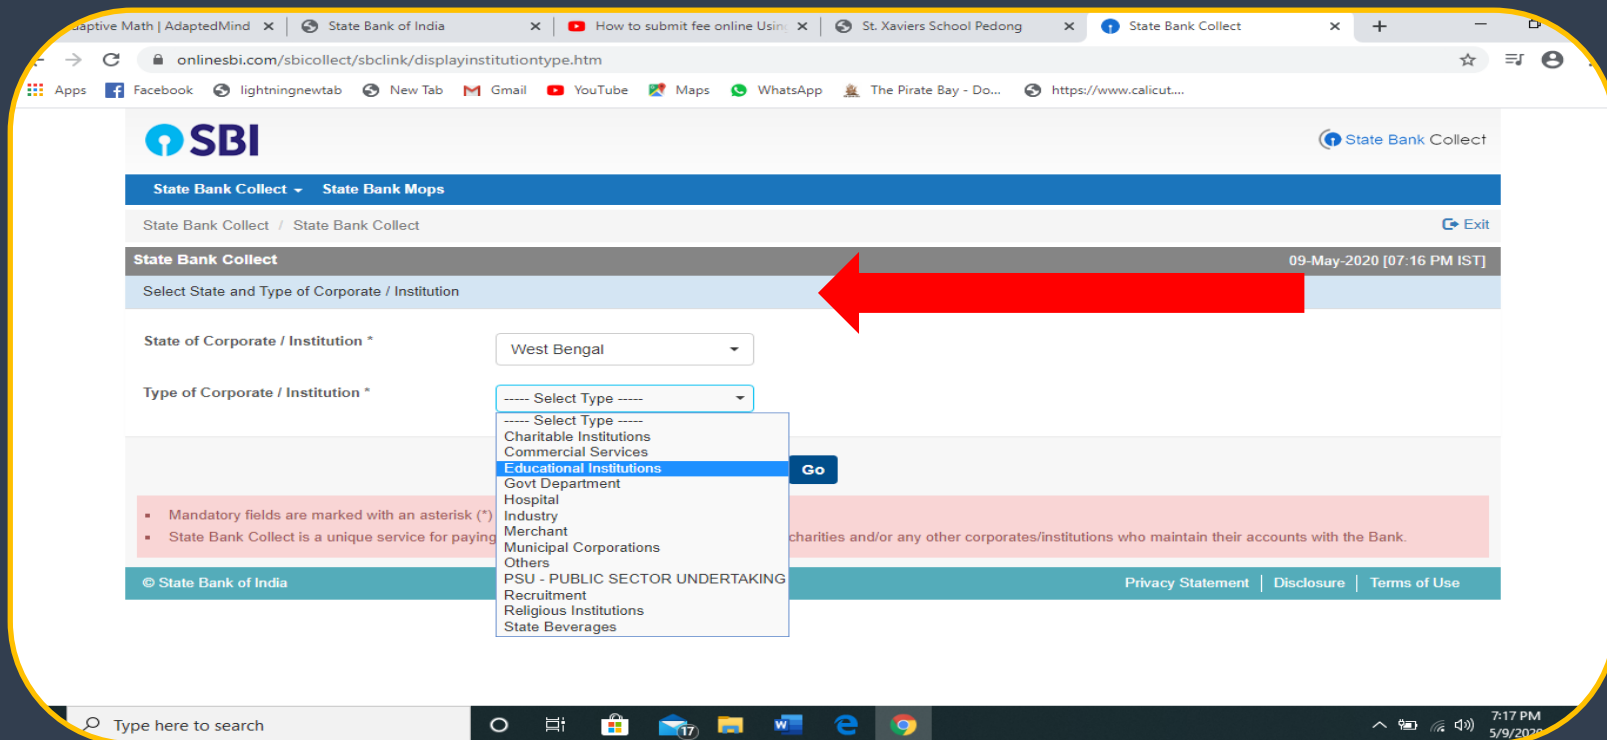 Math | AdaptedMind
State Bank of India
How to submit fee online Using
St. Xaviers School Pedong
State Bank Collect
onlinesbi.com/sbicollect/sbclink/displayinstitutiontype.htm
Apps Facebook lightningnewtab New Tab Gmail YouTube Maps WhatsApp The Pirate Bay - Do... https://www.calicut....
SBI
State Bank Collect
State Bank Collect State Bank Mops
State Bank Collect / State Bank Collect
Exit
State Bank Collect
09-May-2020 [07:16 PM IST]
Select State and Type of Corporate / Institution
State of Corporate / Institution *
West Bengal
Type of Corporate / Institution *
----- Select Type -----
----- Select Type -----
Charitable Institutions
Commercial Services
Educational Institutions
Go
Govt Department
Hospital
Industry
Merchant
Municipal Corporations
Others
PSU - PUBLIC SECTOR UNDERTAKING
Recruitment
Religious Institutions
State Beverages
Mandatory fields are marked with an asterisk (*)
State Bank Collect is a unique service for paying charities and/or any other corporates/institutions who maintain their accounts with the Bank.
© State Bank of India
Privacy Statement | Disclosure | Terms of Use
Type here to search
17
7:17 PM
5/9/2020